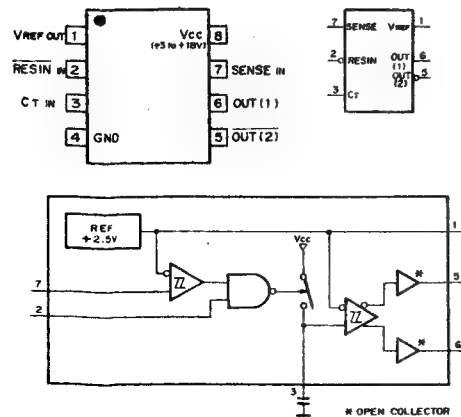 VREF OUT 1
RESIN IN 2
CT IN 3
4 GND
8 Vcc
(+3 to +18V)
7 SENSE IN
6 OUT(1)
5 OUT(2)
7 SENSE VREF 1
2 RESIN OUT 6
(1)
OUT 5
(2)
3 CT
REF
+2.5V
1
Vcc
7
2
5
6
3
* *
* OPEN COLLECTOR